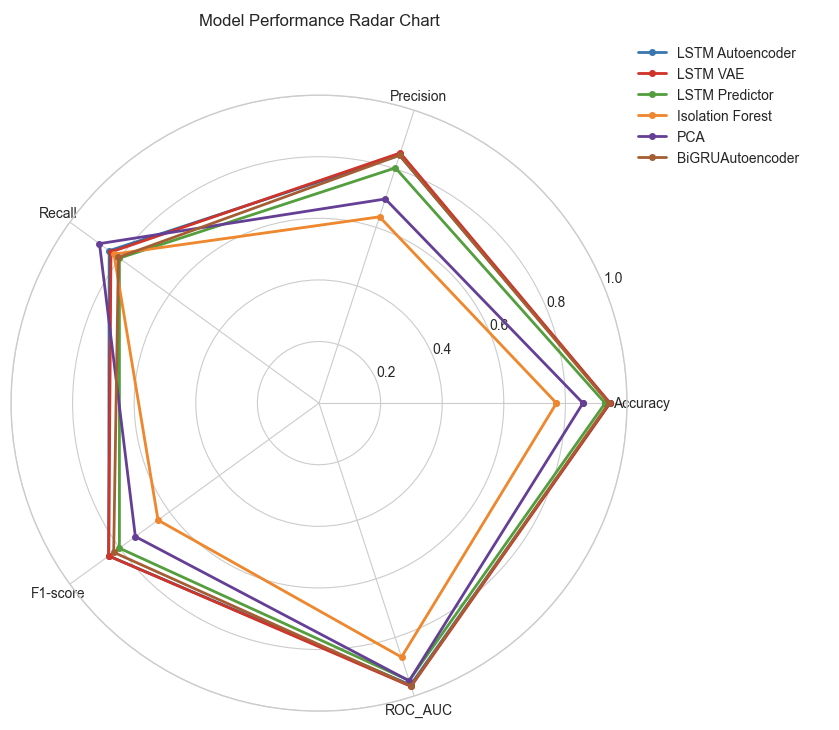 Model Performance Radar Chart
LSTM Autoencoder
LSTM VAE
LSTM Predictor
Isolation Forest
PCA
BiGRUAutoencoder
Precision
Recall
1.0
0.8
0.6
0.4
0.2
Accuracy
F1-score
ROC_AUC